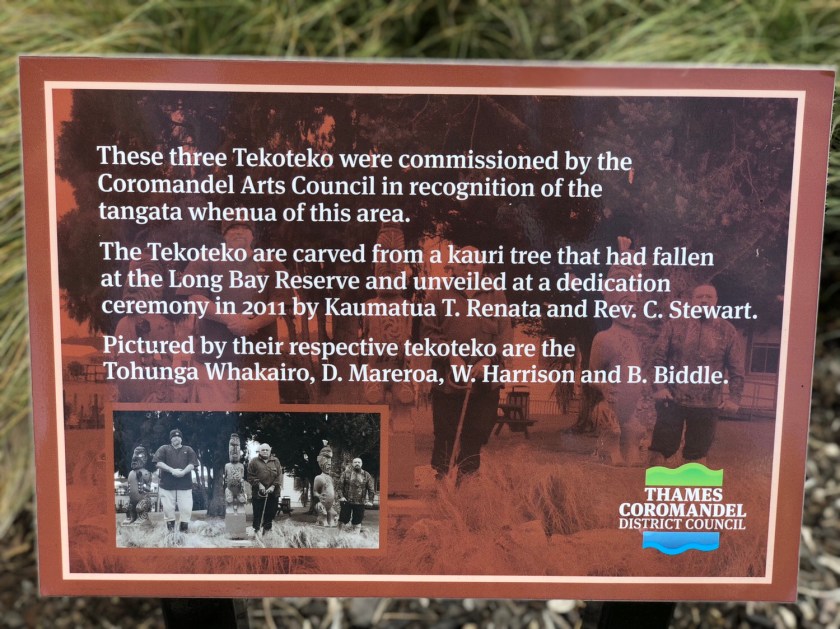 These three Tekoteko were commissioned by the
Coromandel Arts Council in recognition of the
tangata whenua of this area.
The Tekoteko are carved from a kauri tree that had fallen
at the Long Bay Reserve and unveiled at a dedication
ceremony in 2011 by Kaumatua T. Renata and Rev. C. Stewart.
Pictured by their respective tekoteko are the
Tohunga Whakairo, D. Mareroa, W. Harrison and B. Biddle.
THAMES
COROMANDEL
DISTRICT COUNCIL